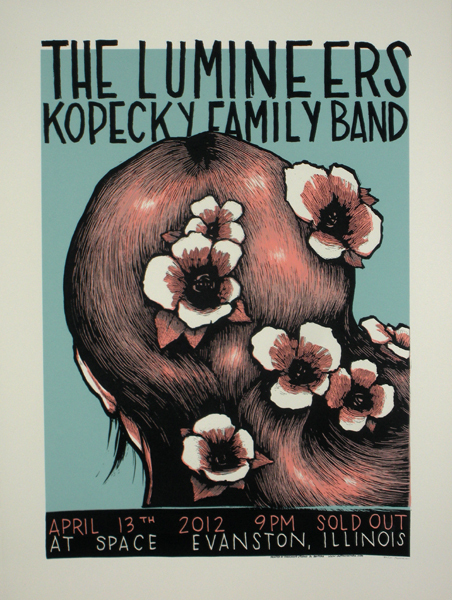 THE LUMINEERS
KOPECKY FAMILY BAND
APRIL 13TH 2012 9PM SOLD OUT
AT SPACE EVANSTON, ILLINOIS